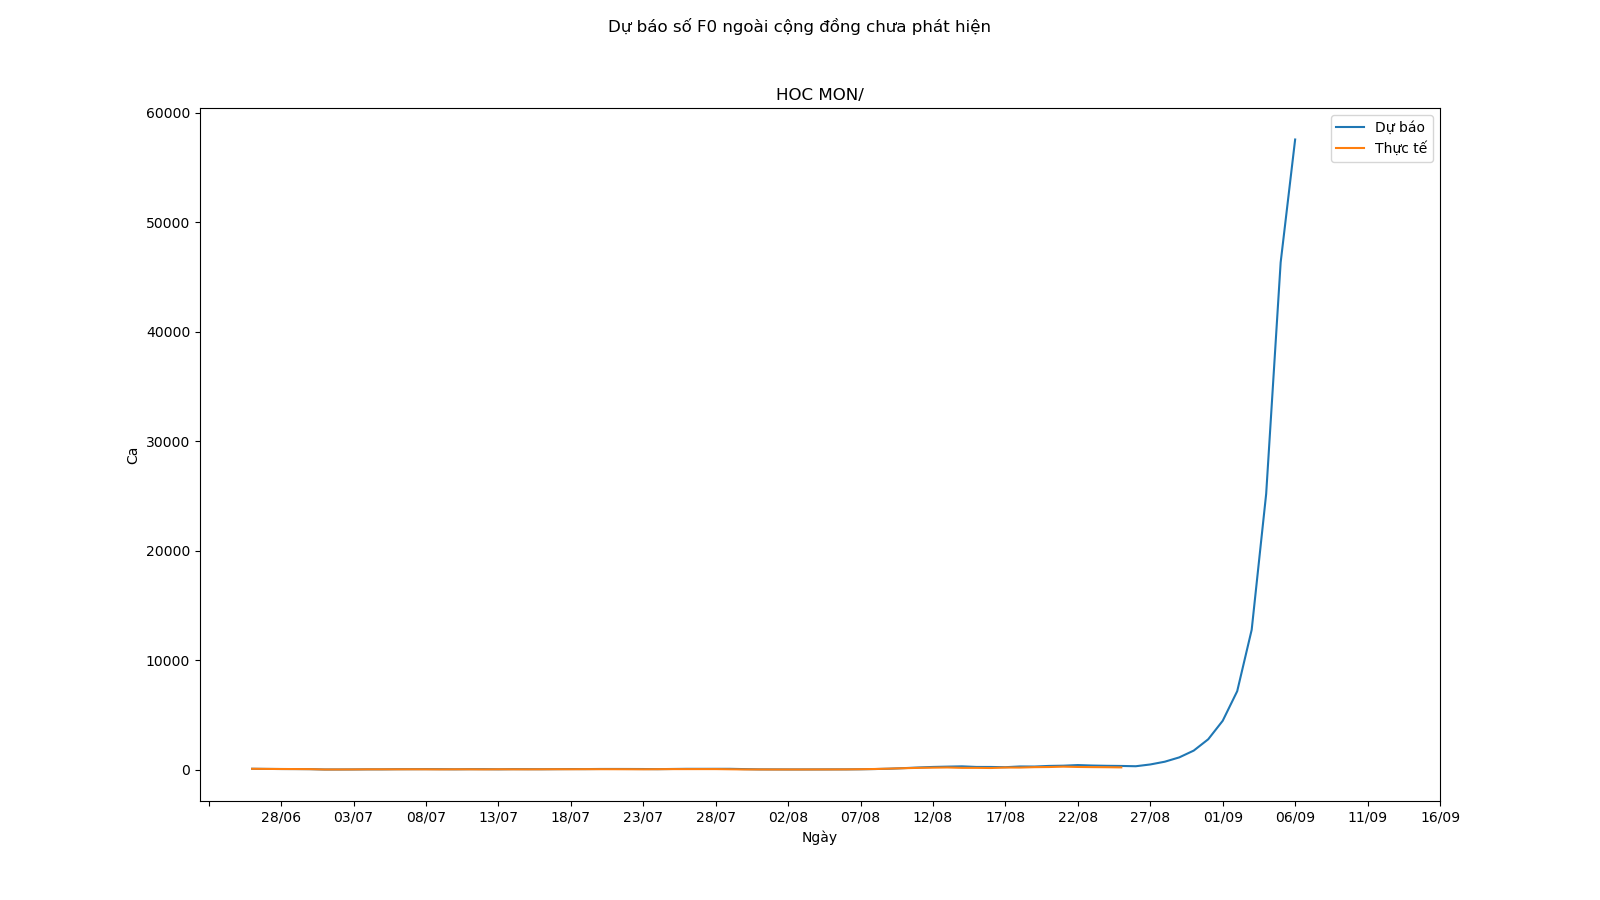 Dự báo số F0 ngoài cộng đồng chưa phát hiện
HOC MON/
Dự báo
Thực tế
60000
50000
40000
30000
20000
10000
0
Ca
28/06 03/07 08/07 13/07 18/07 23/07 28/07 02/08 07/08 12/08 17/08 22/08 27/08 01/09 06/09 11/09 16/09
Ngày